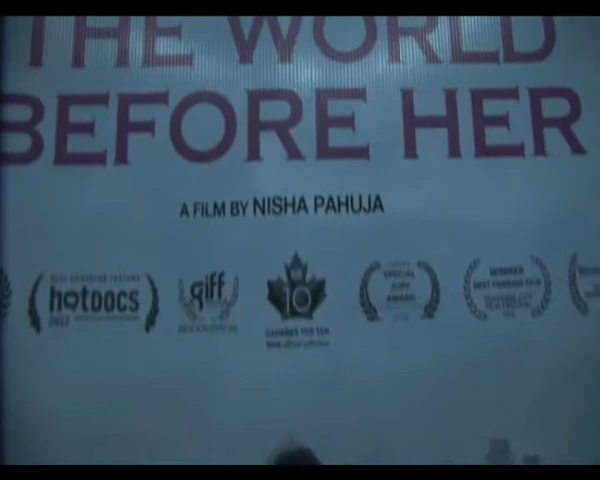 THE WORLD
BEFORE HER
A FILM BY NISHA PAHUJA
hotDOCS
2012
giff
10
CANADA'S TOP TEN
SPECIAL
JURY
AWARD
WINNER
BEST FOREIGN FILM